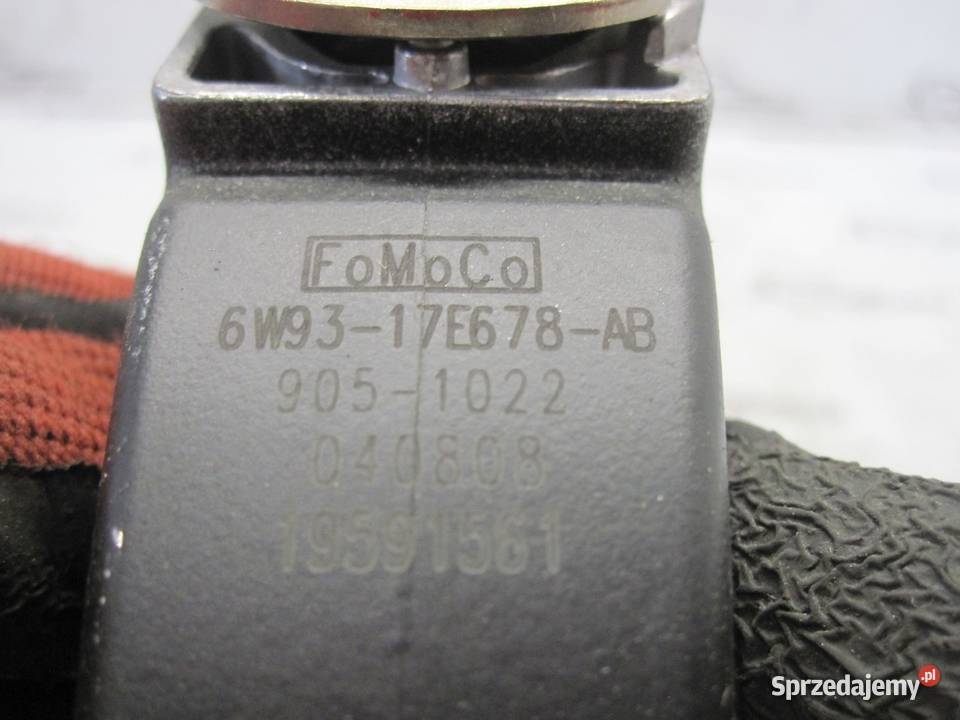 FoMoCo
6W93-17E678-AB
905-1022
040808
19591561
Sprzedajemy.pl